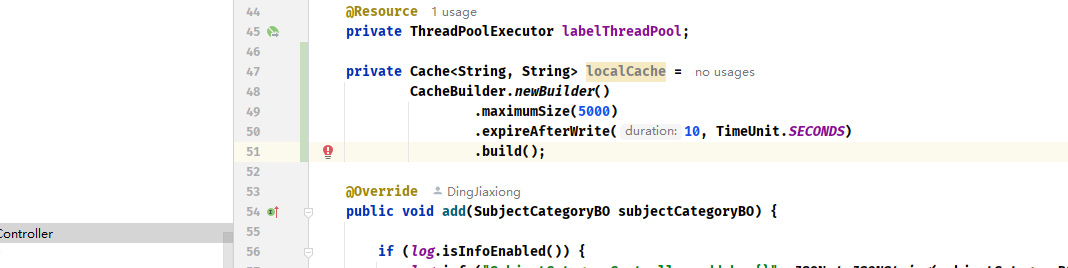 44 @Resource 1 usage
45 private ThreadPoolExecutor labelThreadPool;
46
47 private Cache<String, String> localCache = no usages
48 CacheBuilder.newBuilder()
49 .maximumSize(5000)
50 .expireAfterWrite( duration: 10, TimeUnit.SECONDS)
51 .build();
52
53 @Override DingJiaxiong
54 public void add(SubjectCategoryBO subjectCategoryBO) {
55
Controller
56 if (log.isInfoEnabled()) {